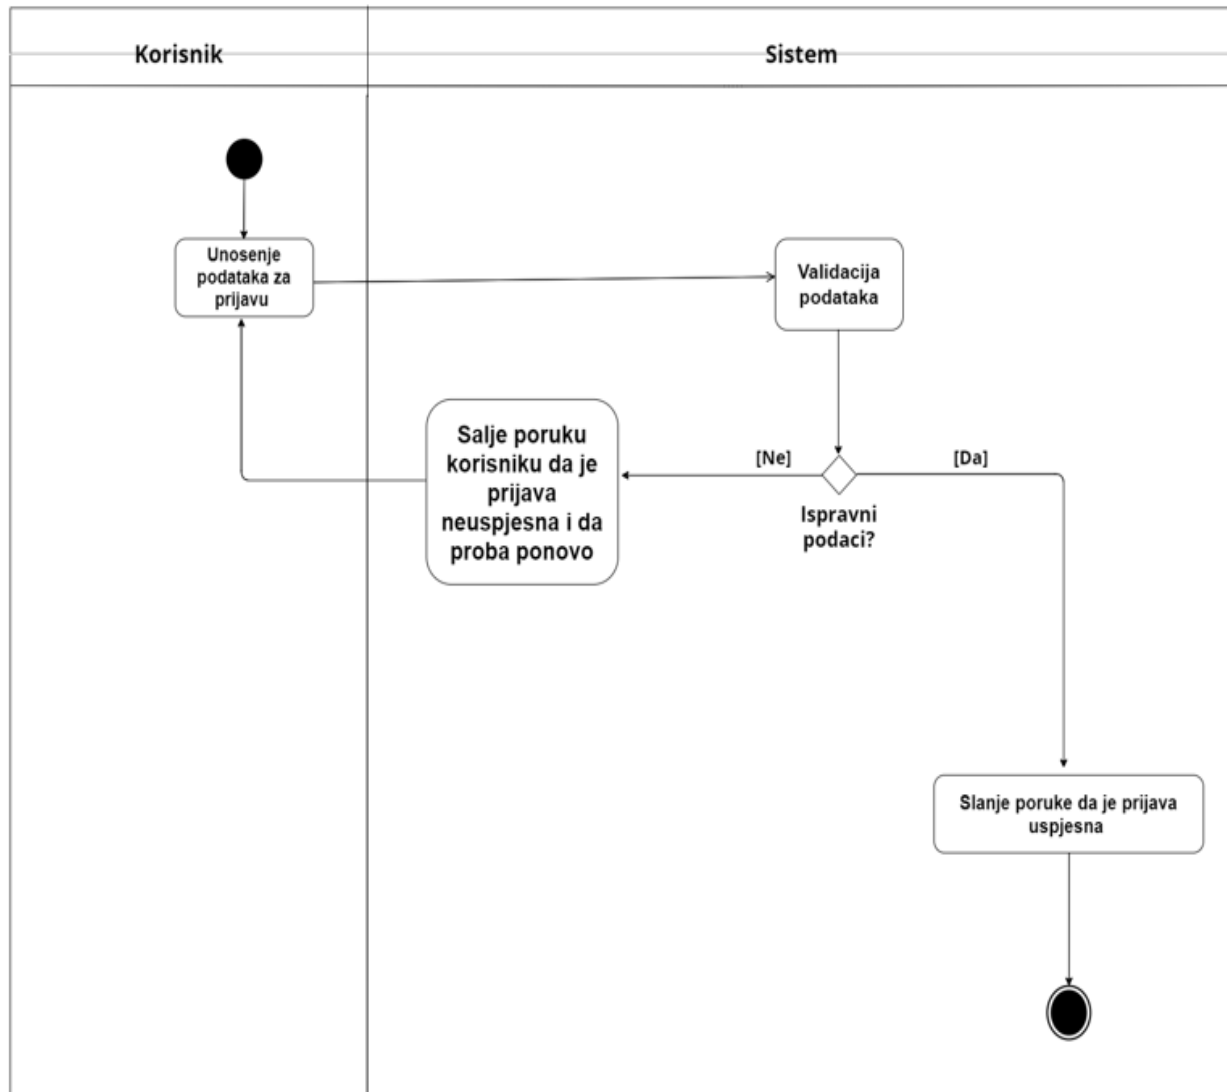 Korisnik
Sistem
Unosenje
podataka za
prijavu
Validacija
podataka
Salje poruku
korisniku da je
prijava
neuspjesna i da
proba ponovo
[Ne]
[Da]
Ispravni
podaci?
Slanje poruke da je prijava
uspjesna